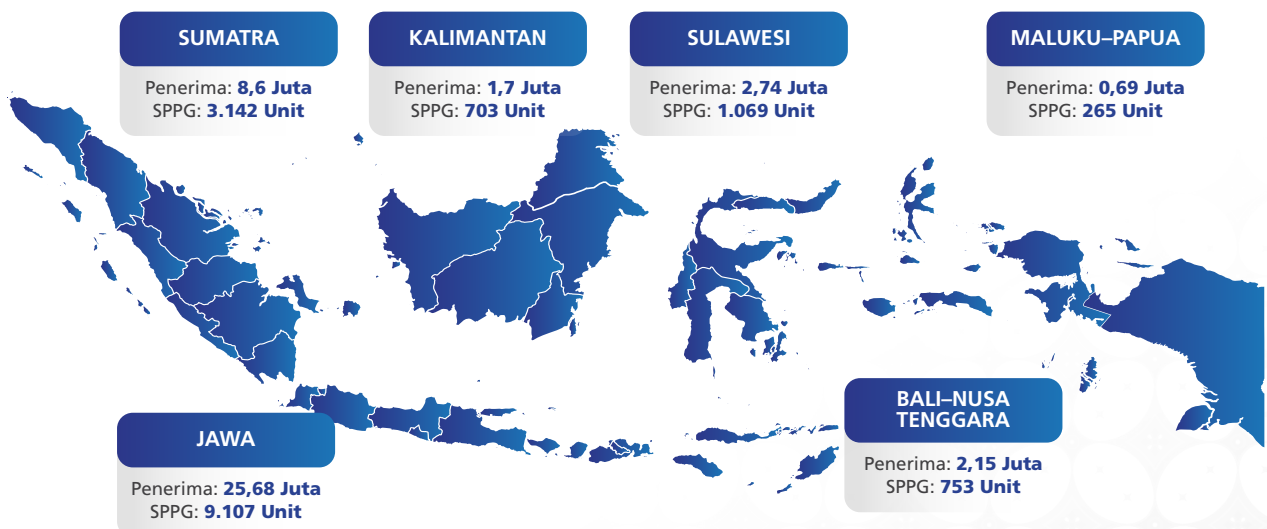 SUMATRA
Penerima: 8,6 Juta
SPPG: 3.142 Unit
KALIMANTAN
Penerima: 1,7 Juta
SPPG: 703 Unit
SULAWESI
Penerima: 2,74 Juta
SPPG: 1.069 Unit
MALUKU–PAPUA
Penerima: 0,69 Juta
SPPG: 265 Unit
JAWA
Penerima: 25,68 Juta
SPPG: 9.107 Unit
BALI–NUSA
TENGGARA
Penerima: 2,15 Juta
SPPG: 753 Unit